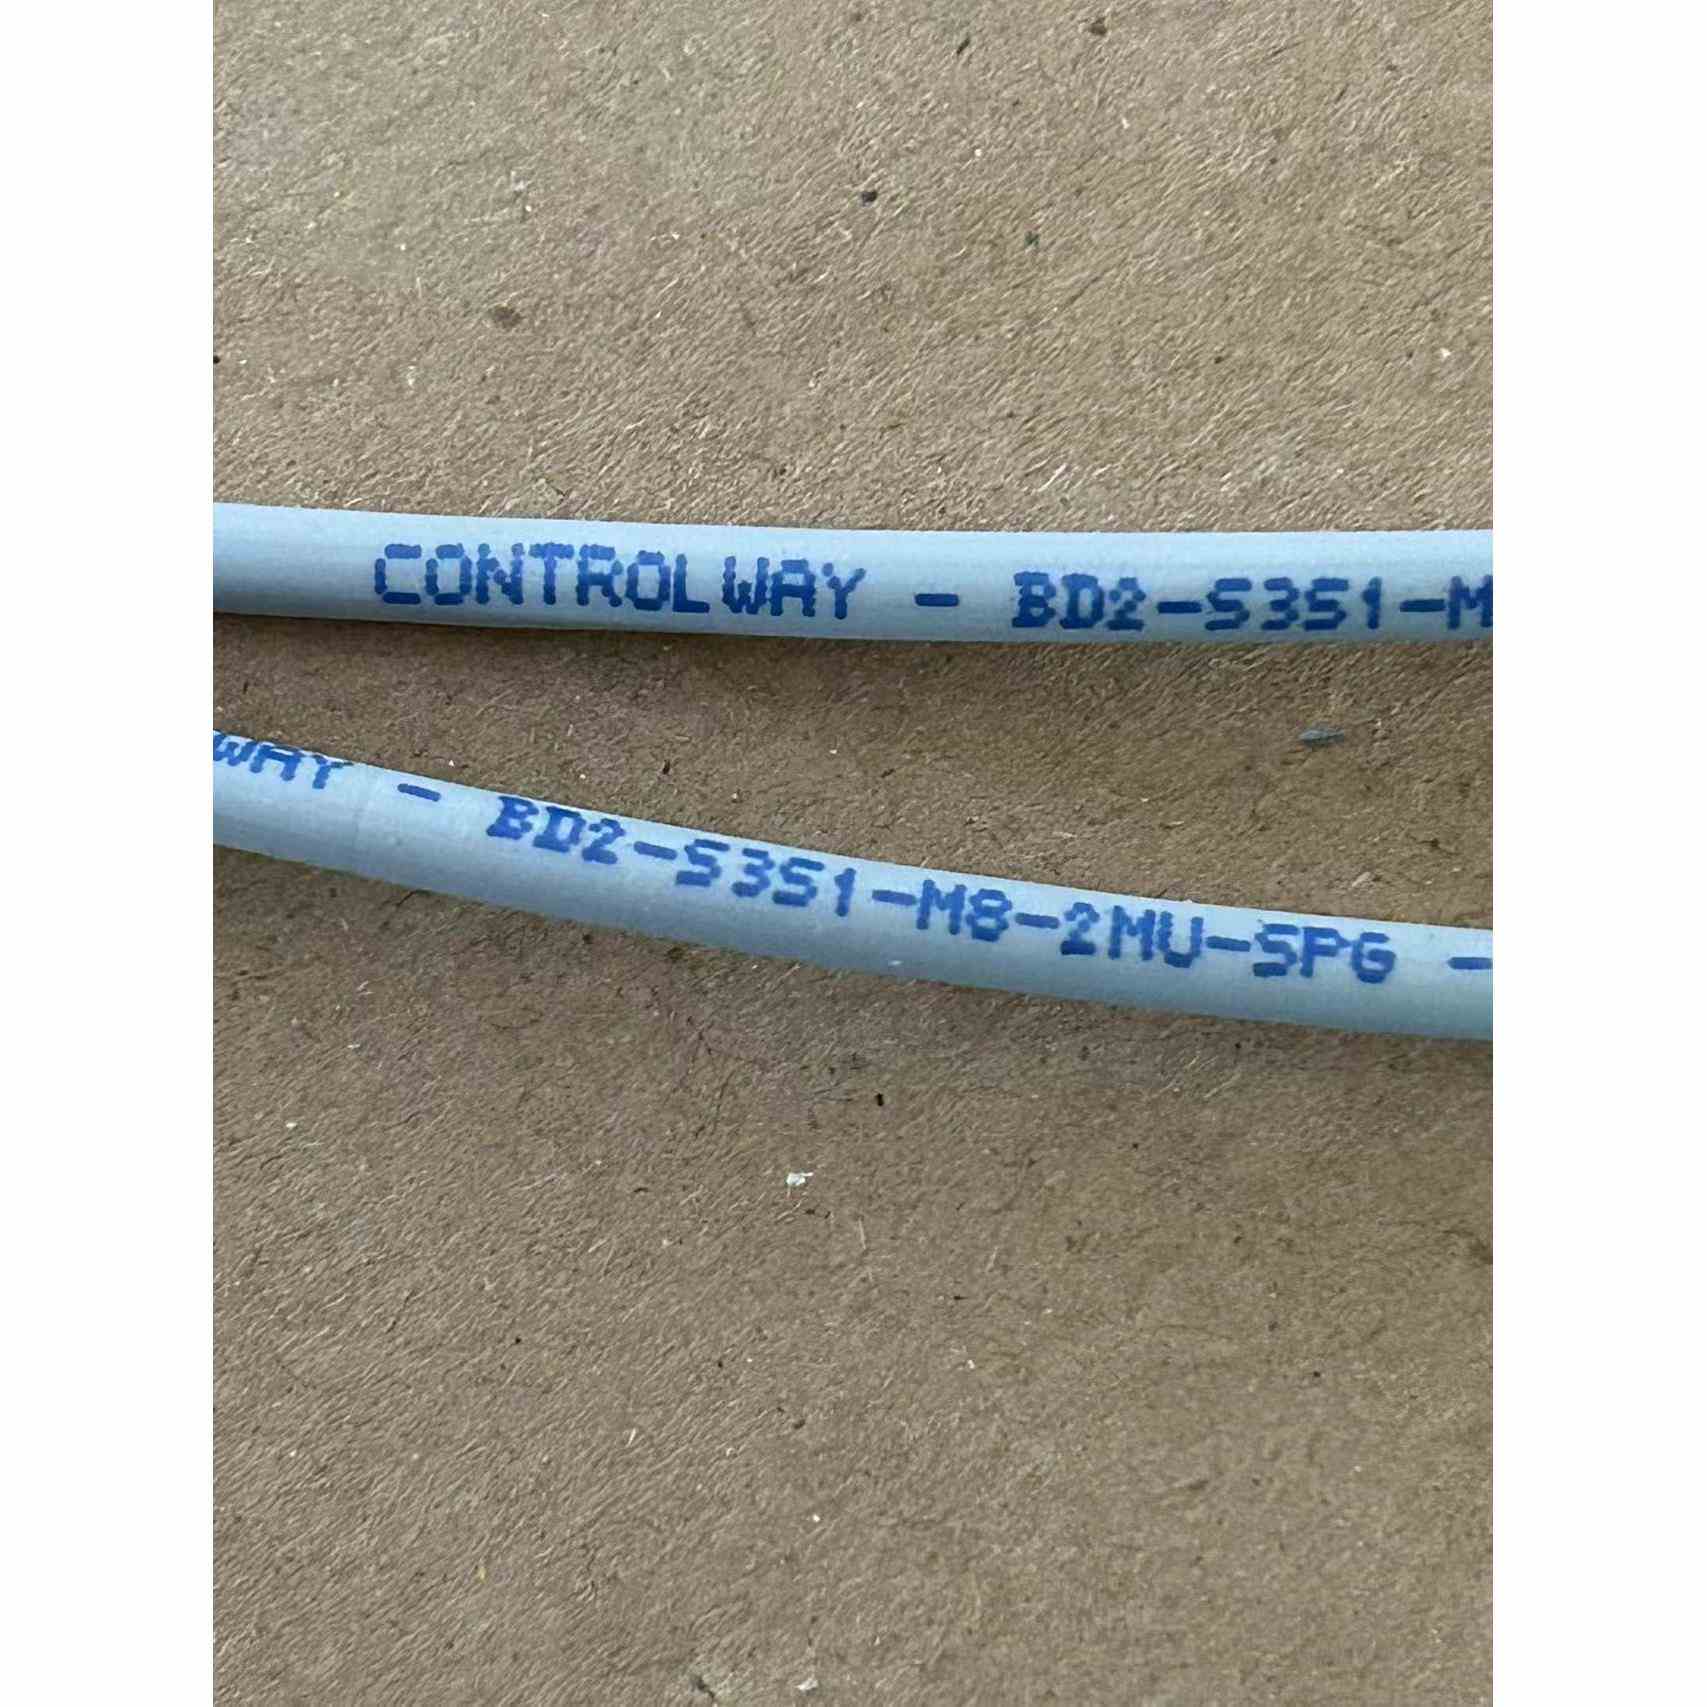 CONTROLWAY - BD2-S3S1-M
WAY - BD2-S3S1-M8-2MU-SPG -